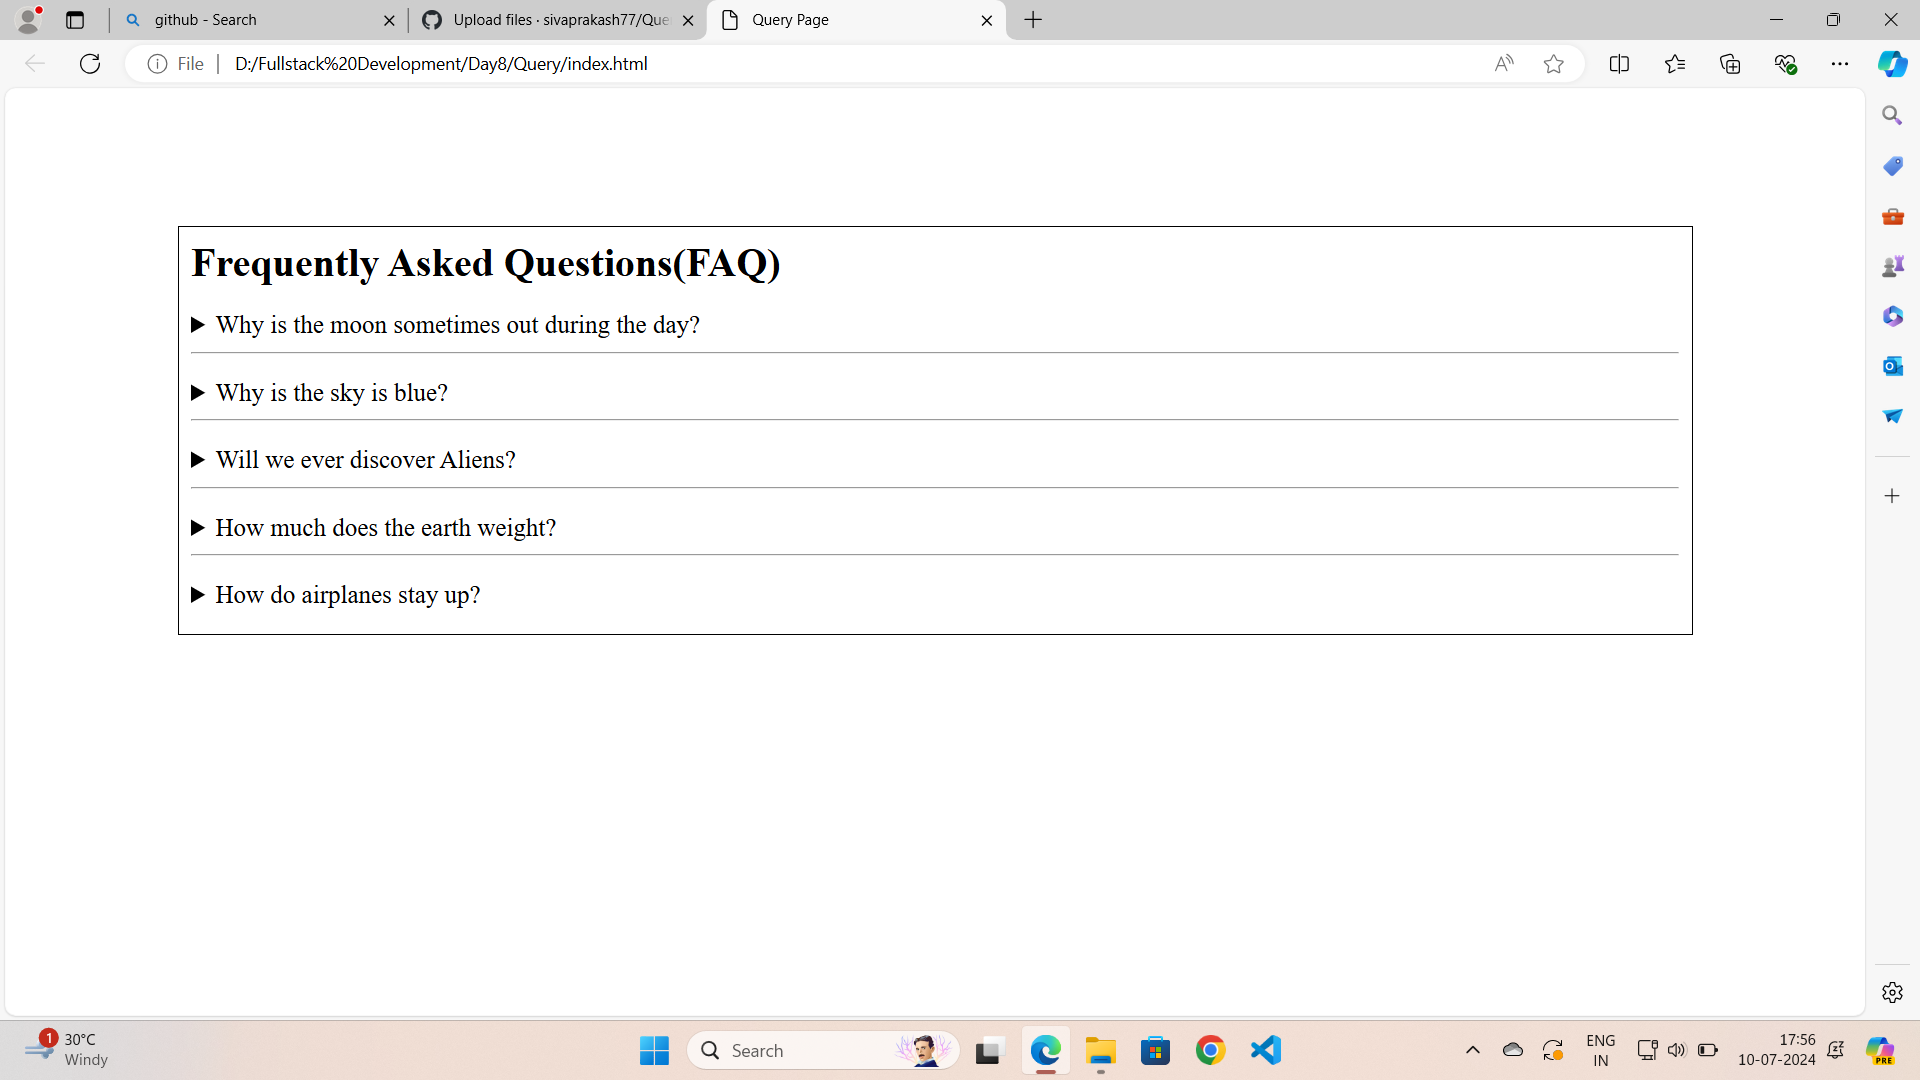 github - Search
Upload files · sivaprakash77/Que
Query Page
File
D:/Fullstack%20Development/Day8/Query/index.html
Frequently Asked Questions(FAQ)
Why is the moon sometimes out during the day?
Why is the sky is blue?
Will we ever discover Aliens?
How much does the earth weight?
How do airplanes stay up?
1
30°C
Windy
Search
ENG
IN
17:56
10-07-2024
PRE